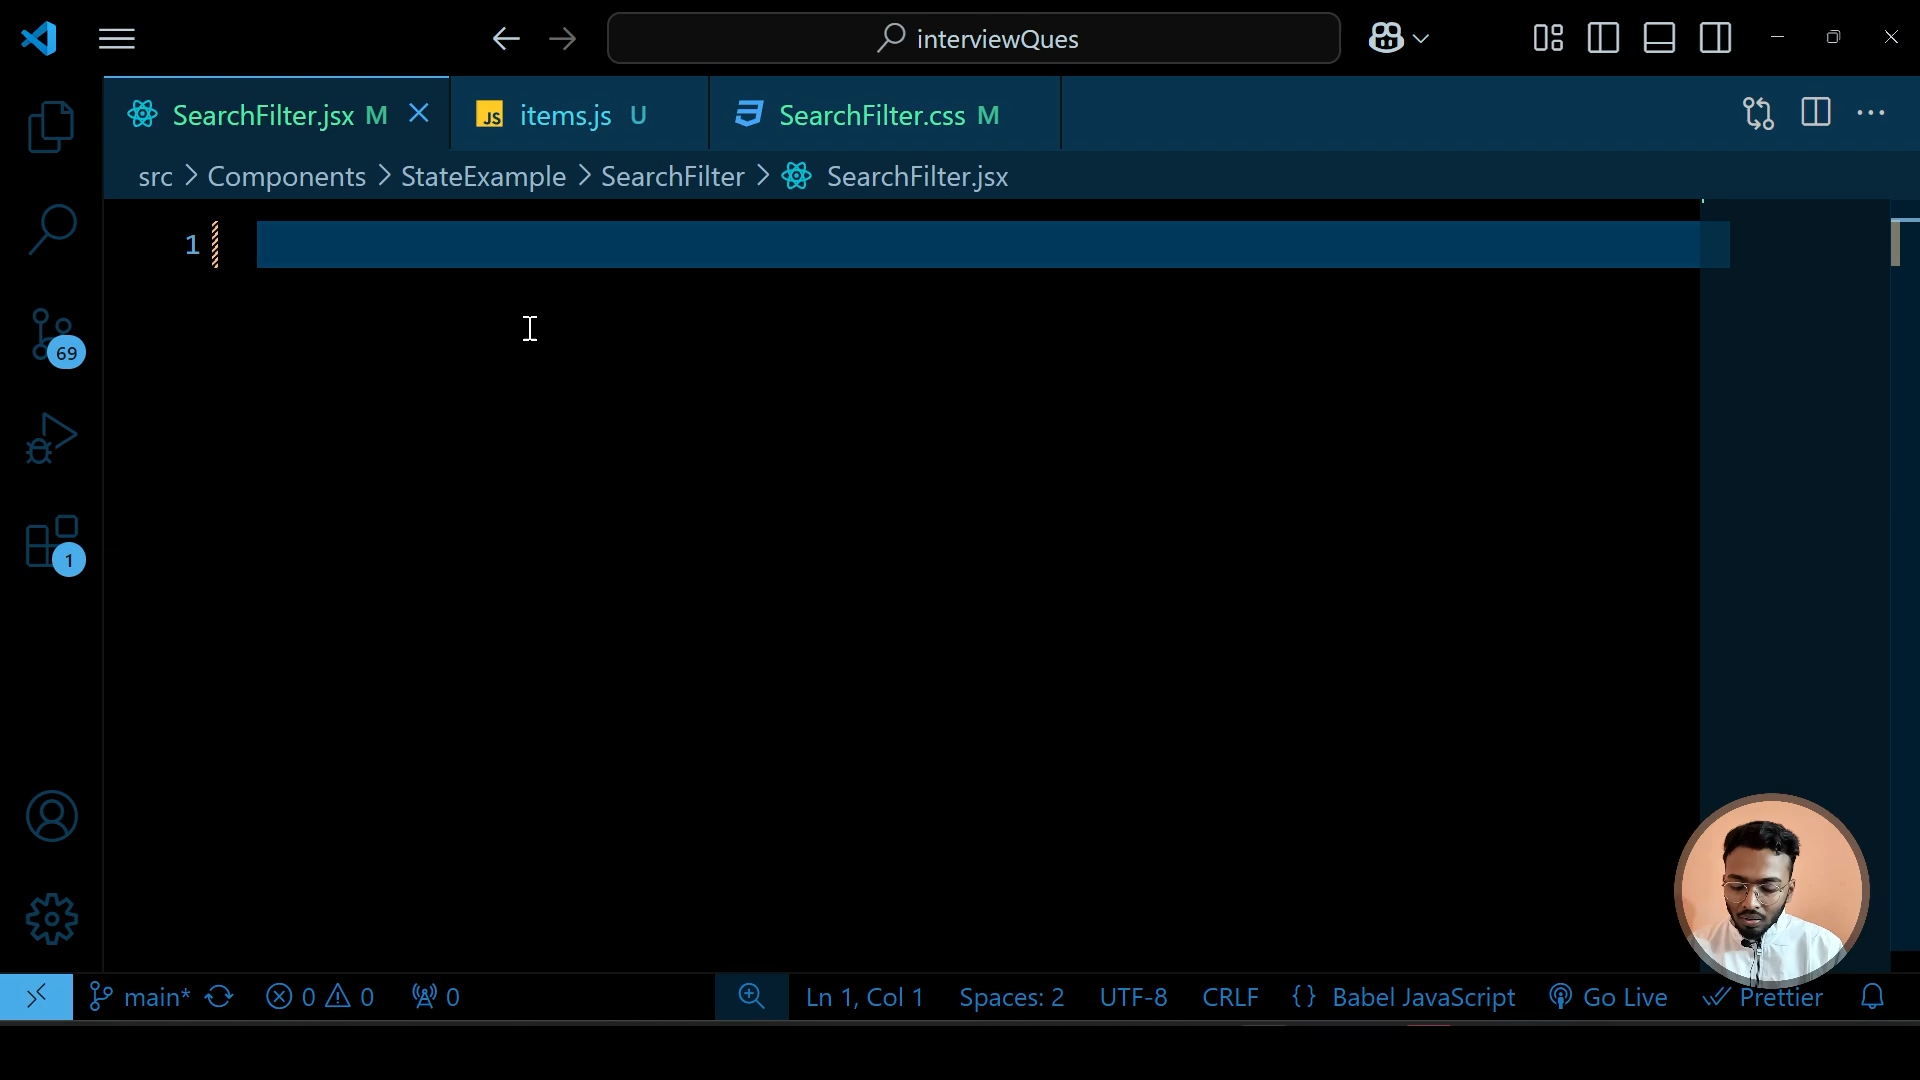 interviewQues
SearchFilter.jsx M
JS items.js U
SearchFilter.css M
src > Components > StateExample > SearchFilter > SearchFilter.jsx
1
69
1
main* 0 0 0 Ln 1, Col 1 Spaces: 2 UTF-8 CRLF {} Babel JavaScript Go Live Prettier